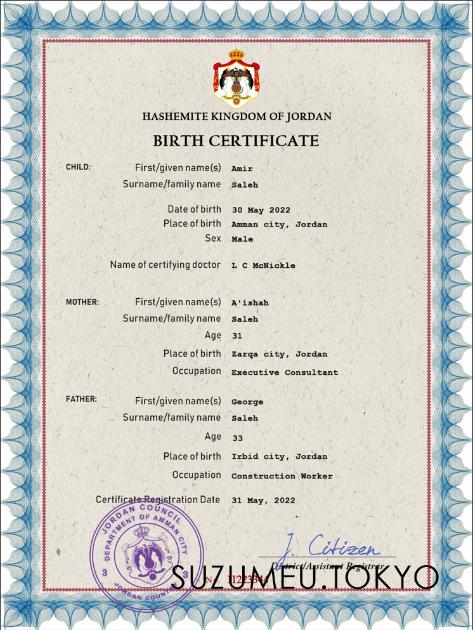 HASHEMITE KINGDOM OF JORDAN
BIRTH CERTIFICATE
CHILD: First/given name(s) Amir
Surname/family name Saleh
Date of birth 30 May 2022
Place of birth Amman city, Jordan
Sex Male
Name of certifying doctor L C McNickle
MOTHER: First/given name(s) A'ishah
Surname/family name Saleh
Age 31
Place of birth Zarqa city, Jordan
Occupation Executive Consultant
FATHER: First/given name(s) George
Surname/family name Saleh
Age 33
Place of birth Irbid city, Jordan
Occupation Construction Worker
Certificate Registration Date 31 May, 2022
JORDAN COUNCIL
DEPARTMENT OF AMMAN CITY
3 3
JORDAN COUNTY
J. Citizen
District/Assistant Registrar
SUZUMEU.TOKYO